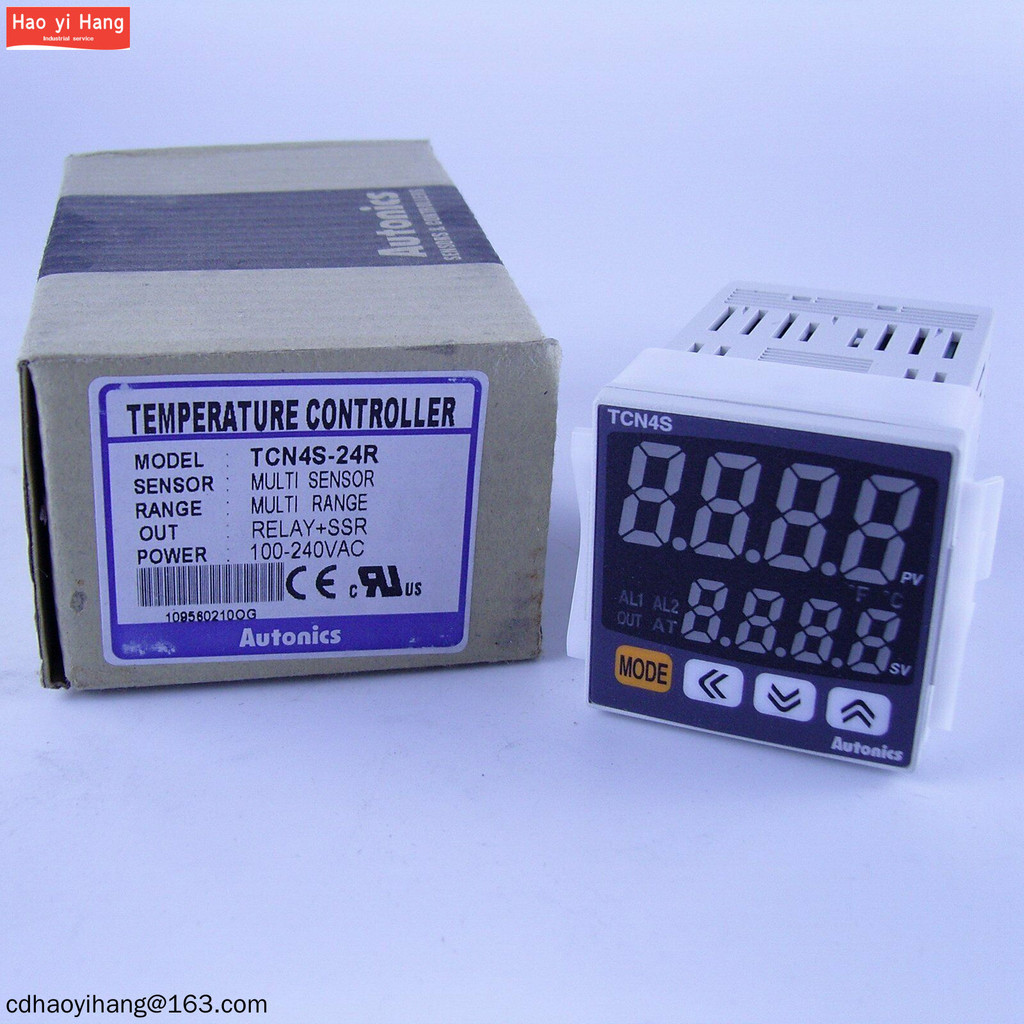 Hao yi Hang
Industrial service
Autonics
SENSORS & CONTROLLERS
TEMPERATURE CONTROLLER
MODEL : TCN4S-24R
SENSOR : MULTI SENSOR
RANGE : MULTI RANGE
OUT : RELAY+SSR
POWER : 100-240VAC
CE c RU US
109580210OG
Autonics
TCN4S
8.8.8.8
PV
°F °C
AL1 AL2
OUT AT
8.8.8.8
SV
MODE
Autonics
cdhaoyihang@163.com